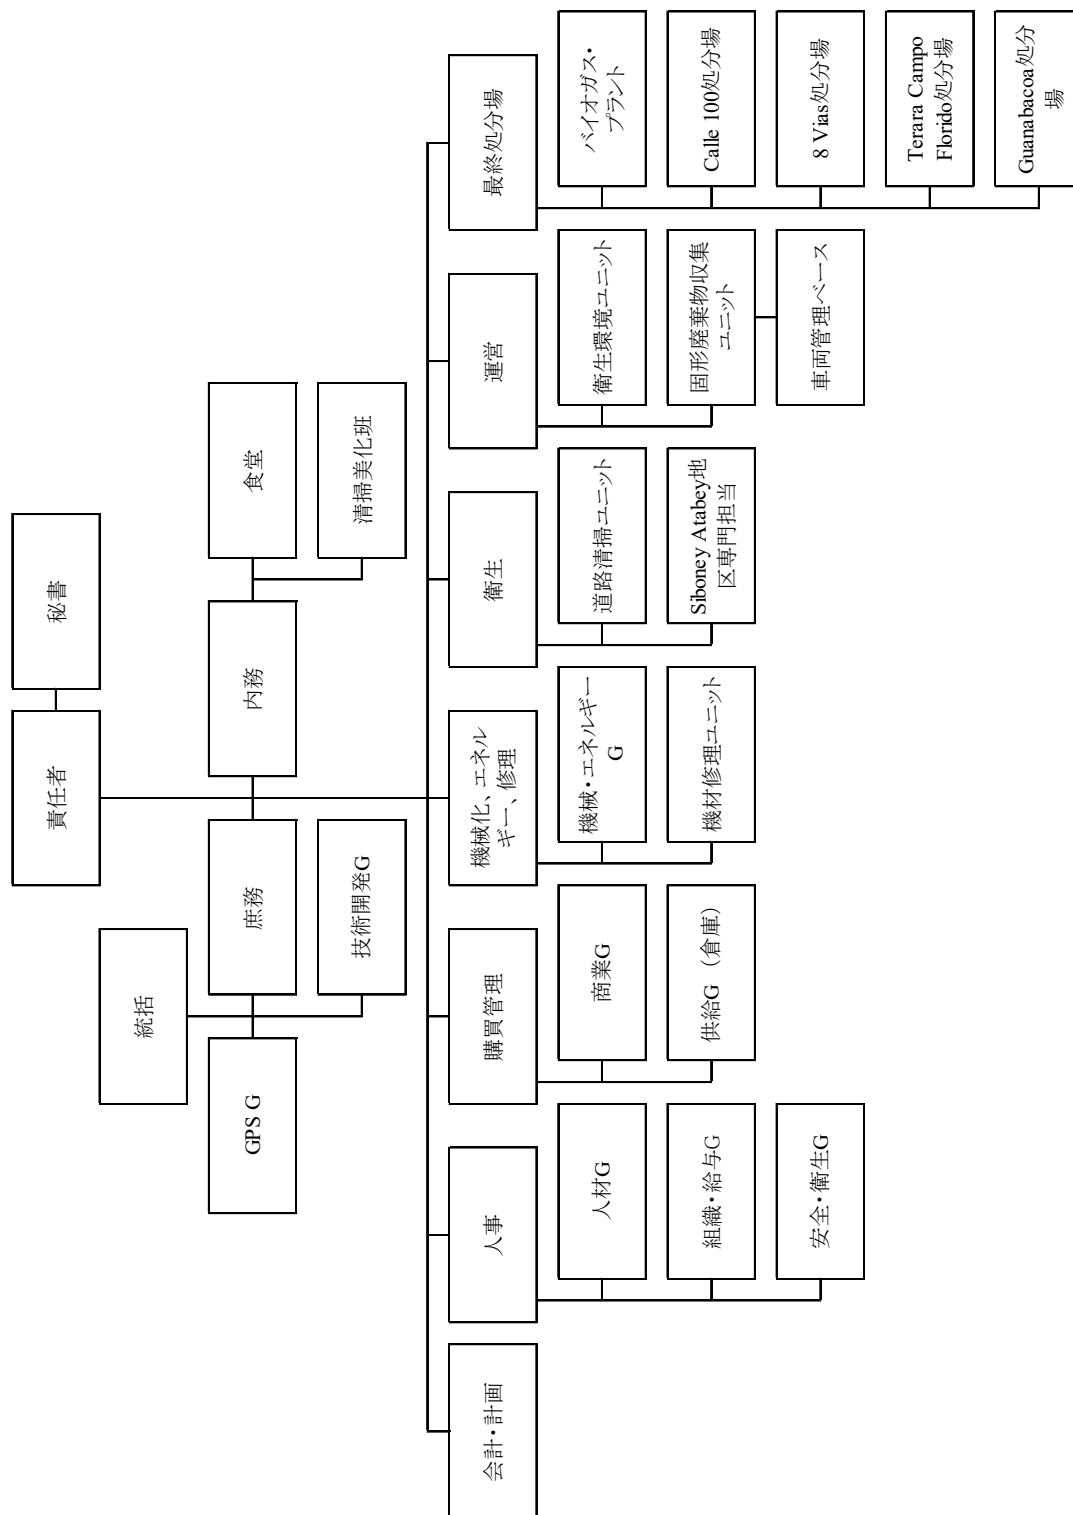 責任者
秘書
統括
GPS G
庶務
内務
食堂
技術開発G
清掃美化班
会計・計画
人事
購買管理
機械化、エネル
ギー、修理
衛生
運営
最終処分場
人材G
組織・給与G
安全・衛生G
商業G
供給G（倉庫）
機械・エネルギー
G
機材修理ユニット
道路清掃ユニット
Siboney Atabey地
区専門担当
衛生環境ユニット
固形廃棄物収集
ユニット
車両管理ベース
バイオガス・
プラント
Calle 100処分場
8 Vias処分場
Terara Campo
Florido処分場
Guanabacoa処分
場